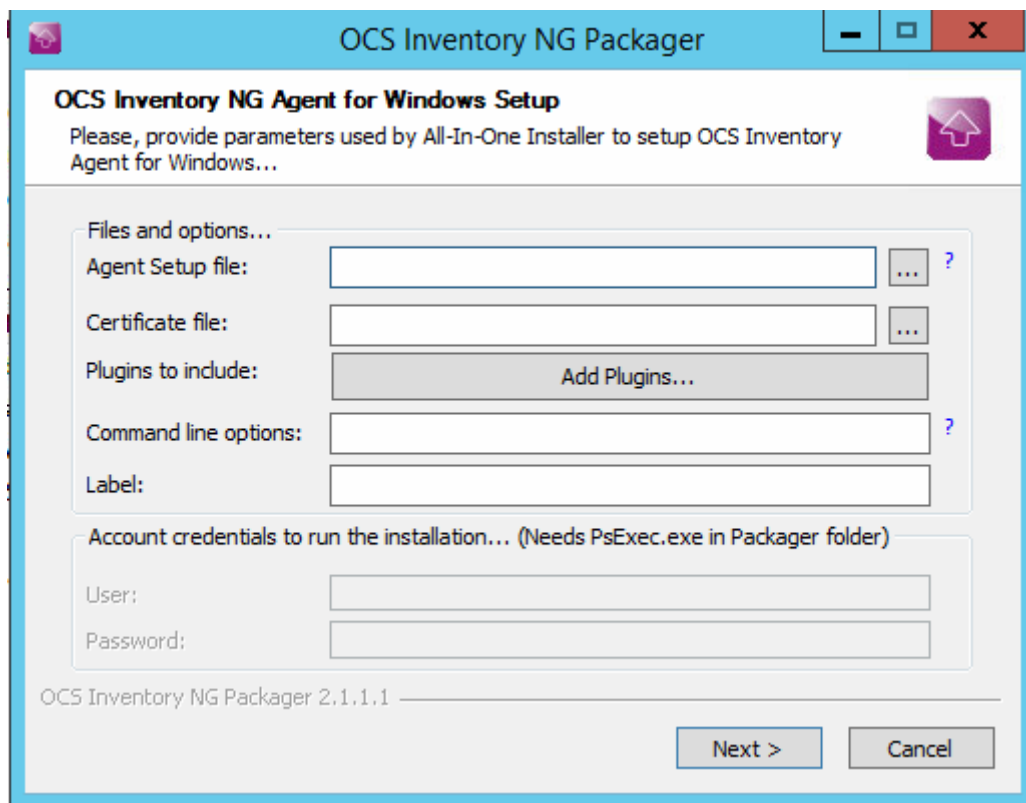 OCS Inventory NG Packager
OCS Inventory NG Agent for Windows Setup
Please, provide parameters used by All-In-One Installer to setup OCS Inventory
Agent for Windows...
Files and options...
Agent Setup file:
...
?
Certificate file:
...
Plugins to include:
Add Plugins...
Command line options:
?
Label:
Account credentials to run the installation... (Needs PsExec.exe in Packager folder)
User:
Password:
OCS Inventory NG Packager 2.1.1.1
Next >
Cancel